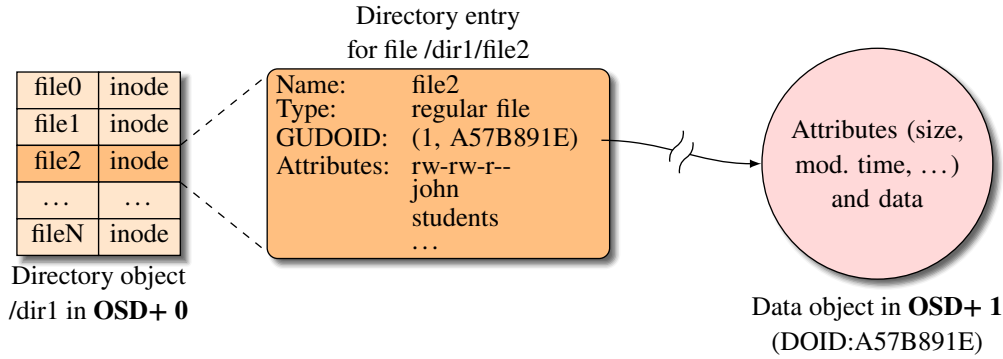 Directory entry
for file /dir1/file2
file0 inode
file1 inode
file2 inode
... ...
fileN inode
Directory object
/dir1 in OSD+ 0
Name: file2
Type: regular file
GUDOID: (1, A57B891E)
Attributes: rw-rw-r--
john
students
...
Attributes (size,
mod. time, ...)
and data
Data object in OSD+ 1
(DOID:A57B891E)